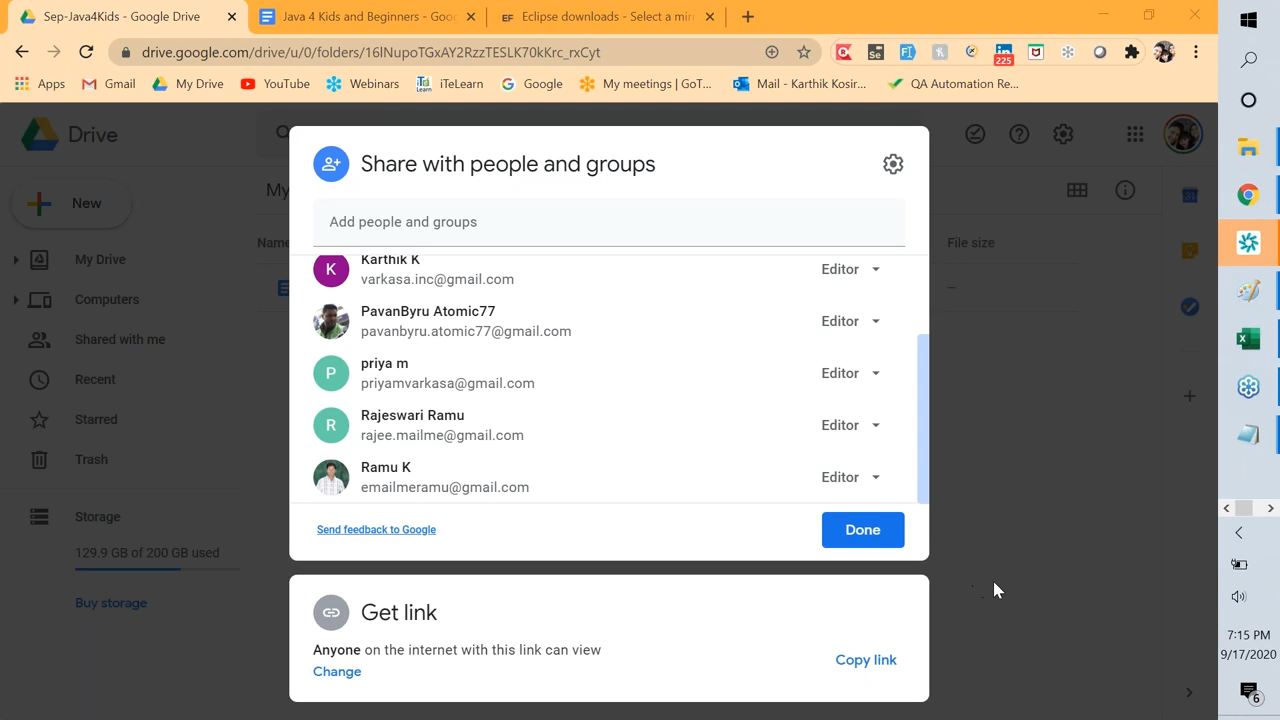 Sep-Java4Kids - Google Drive
Java 4 Kids and Beginners - Goo
EF Eclipse downloads - Select a mir
drive.google.com/drive/u/0/folders/16INupoTGxAY2RzzTESLK70kKrc_rxCyt
225
Apps
Gmail
My Drive
YouTube
Webinars
iTeLearn
Google
My meetings | GoT...
Mail - Karthik Kosir...
QA Automation Re...
Drive
Share with people and groups
New
My
Add people and groups
Name
File size
My Drive
Computers
Shared with me
Recent
Starred
Trash
Storage
129.9 GB of 200 GB used
Buy storage
K Karthik K
varkasa.inc@gmail.com
Editor
PavanByru Atomic77
pavanbyru.atomic77@gmail.com
Editor
P priya m
priyamvarkasa@gmail.com
Editor
R Rajeswari Ramu
rajee.mailme@gmail.com
Editor
Ramu K
emailmeramu@gmail.com
Editor
Send feedback to Google
Done
Get link
Anyone on the internet with this link can view
Change
Copy link
7:15 PM
9/17/2020
6